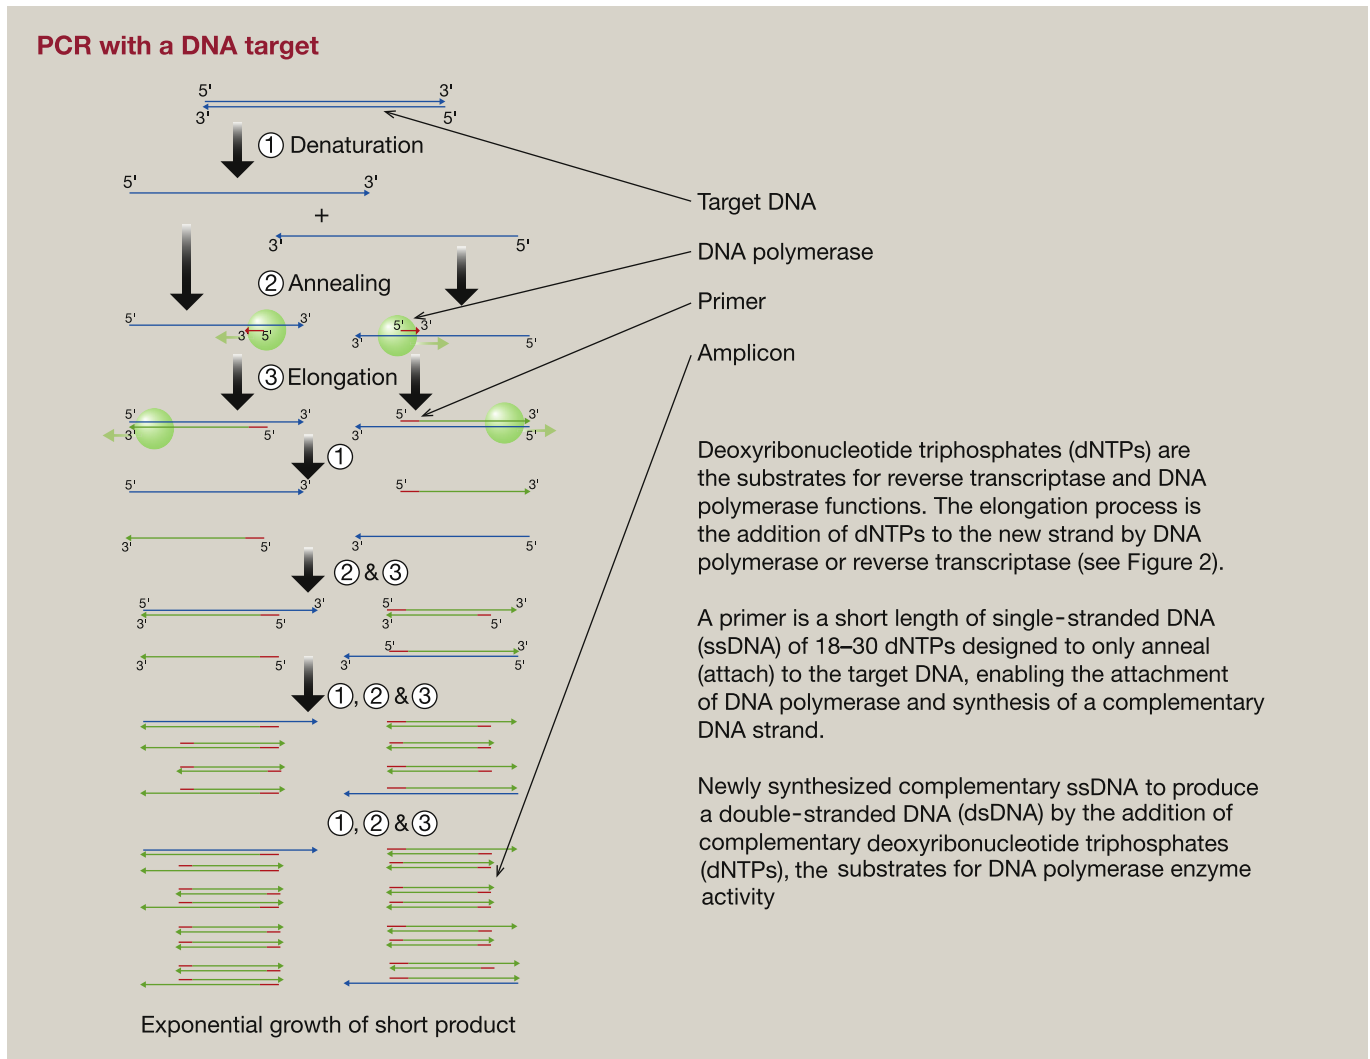 PCR with a DNA target
5' 3'
3' 5'
① Denaturation
5' 3'
+
3' 5'
② Annealing
5' 3'
3' 5'
5' 3'
3' 5'
③ Elongation
5' 3'
3' 5'
5' 3'
3' 5'
①
5' 3'
5' 3'
3' 5'
3' 5'
② & ③
5' 3'
3' 5'
5' 3'
3' 5'
3' 5'
5' 3'
3' 5'
①, ② & ③
①, ② & ③
Exponential growth of short product
Target DNA
DNA polymerase
Primer
Amplicon
Deoxyribonucleotide triphosphates (dNTPs) are
the substrates for reverse transcriptase and DNA
polymerase functions. The elongation process is
the addition of dNTPs to the new strand by DNA
polymerase or reverse transcriptase (see Figure 2).
A primer is a short length of single-stranded DNA
(ssDNA) of 18–30 dNTPs designed to only anneal
(attach) to the target DNA, enabling the attachment
of DNA polymerase and synthesis of a complementary
DNA strand.
Newly synthesized complementary ssDNA to produce
a double-stranded DNA (dsDNA) by the addition of
complementary deoxyribonucleotide triphosphates
(dNTPs), the substrates for DNA polymerase enzyme
activity